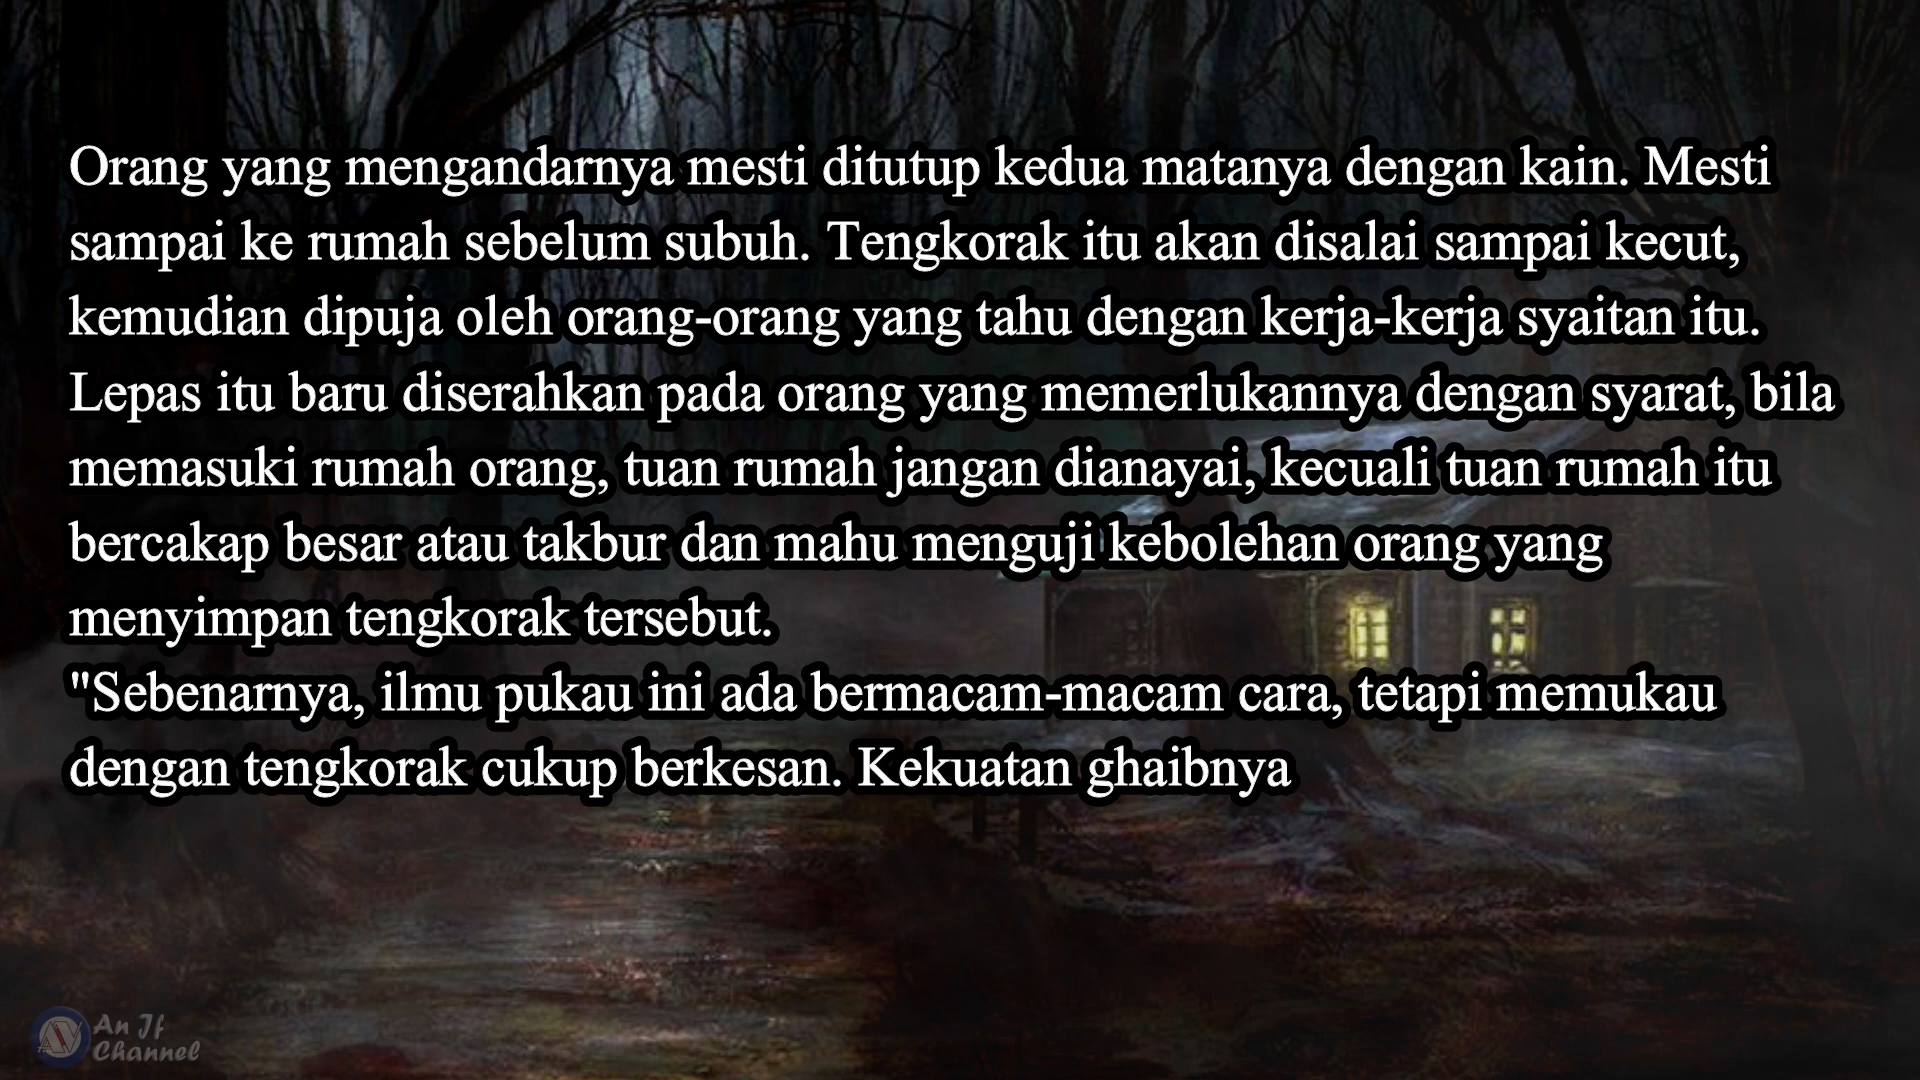 Orang yang mengandarnya mesti ditutup kedua matanya dengan kain. Mesti
sampai ke rumah sebelum subuh. Tengkorak itu akan disalai sampai kecut,
kemudian dipuja oleh orang-orang yang tahu dengan kerja-kerja syaitan itu.
Lepas itu baru diserahkan pada orang yang memerlukannya dengan syarat, bila
memasuki rumah orang, tuan rumah jangan dianayai, kecuali tuan rumah itu
bercakap besar atau takbur dan mahu menguji kebolehan orang yang
menyimpan tengkorak tersebut.
"Sebenarnya, ilmu pukau ini ada bermacam-macam cara, tetapi memukau
dengan tengkorak cukup berkesan. Kekuatan ghaibnya
An If
Channel